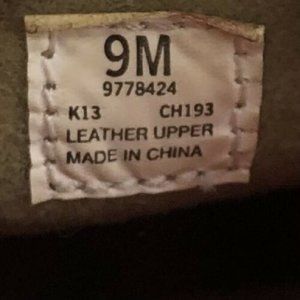 9M
9778424
K13 CH193
LEATHER UPPER
MADE IN CHINA